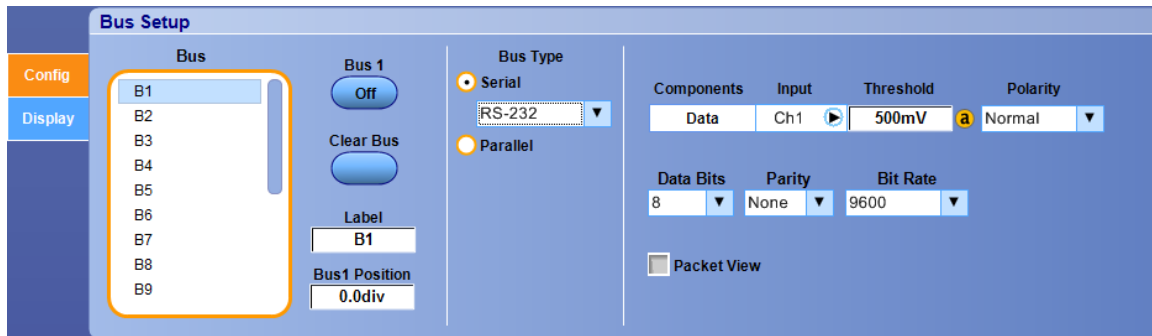 Bus Setup
Config
Display
Bus
B1
B2
B3
B4
B5
B6
B7
B8
B9
Bus 1
Off
Clear Bus
Label
B1
Bus1 Position
0.0div
Bus Type
Serial
RS-232
Parallel
Components Input Threshold Polarity
Data Ch1 500mV a Normal
Data Bits Parity Bit Rate
8 None 9600
Packet View